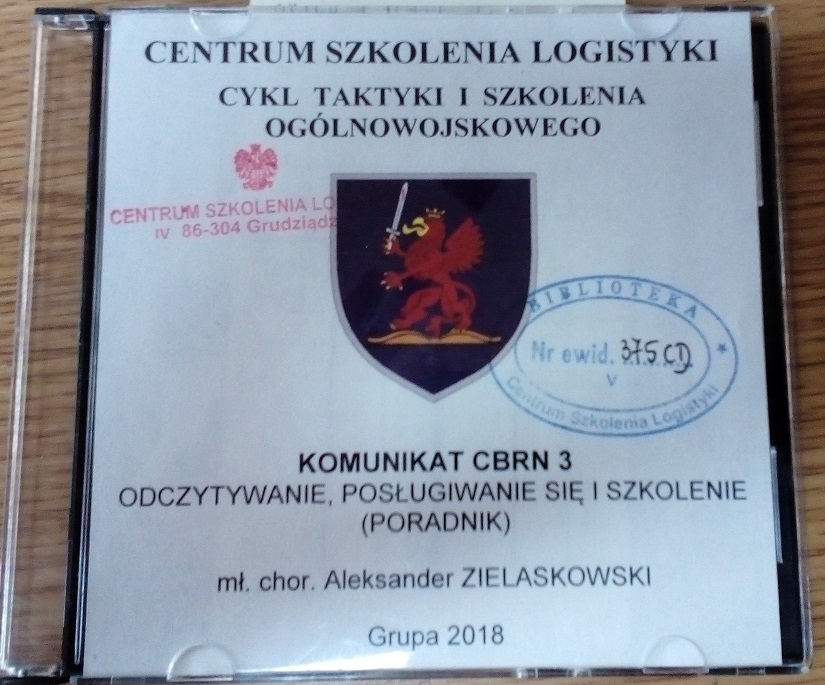 CENTRUM SZKOLENIA LOGISTYKI
CYKL TAKTYKI I SZKOLENIA
OGÓLNOWOJSKOWEGO
CENTRUM SZKOLENIA LO
IV 86-304 Grudziądz
BIBLIOTEKA
Nr ewid. 375 CD
V
Centrum Szkolenia Logistyki
KOMUNIKAT CBRN 3
ODCZYTYWANIE, POSŁUGIWANIE SIĘ I SZKOLENIE
(PORADNIK)
mł. chor. Aleksander ZIELASKOWSKI
Grupa 2018